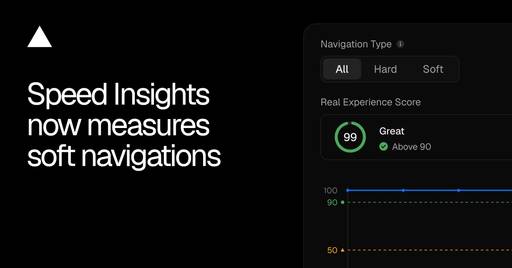 Speed Insights
now measures
soft navigations
Navigation Type
All Hard Soft
Real Experience Score
99
Great
Above 90
100
90
50